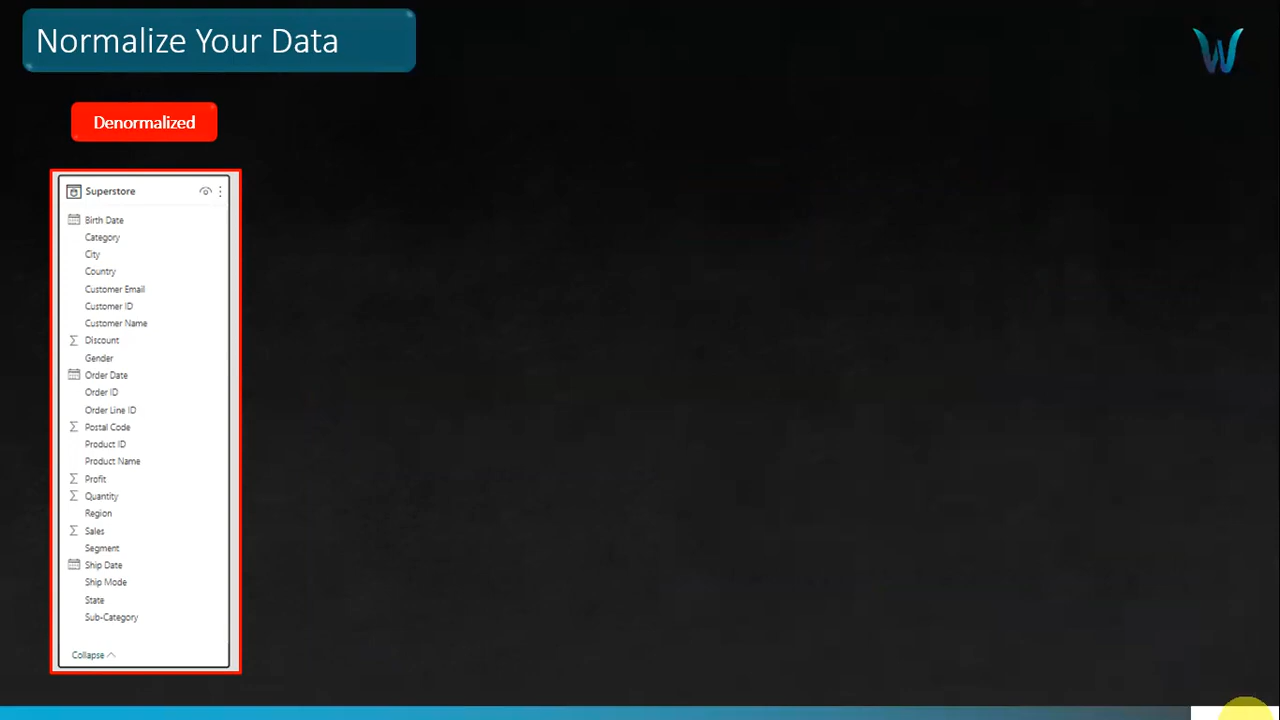 Normalize Your Data
W
Denormalized
Superstore
Birth Date
Category
City
Country
Customer Email
Customer ID
Customer Name
Discount
Gender
Order Date
Order ID
Order Line ID
Postal Code
Product ID
Product Name
Profit
Quantity
Region
Sales
Segment
Ship Date
Ship Mode
State
Sub-Category
Collapse